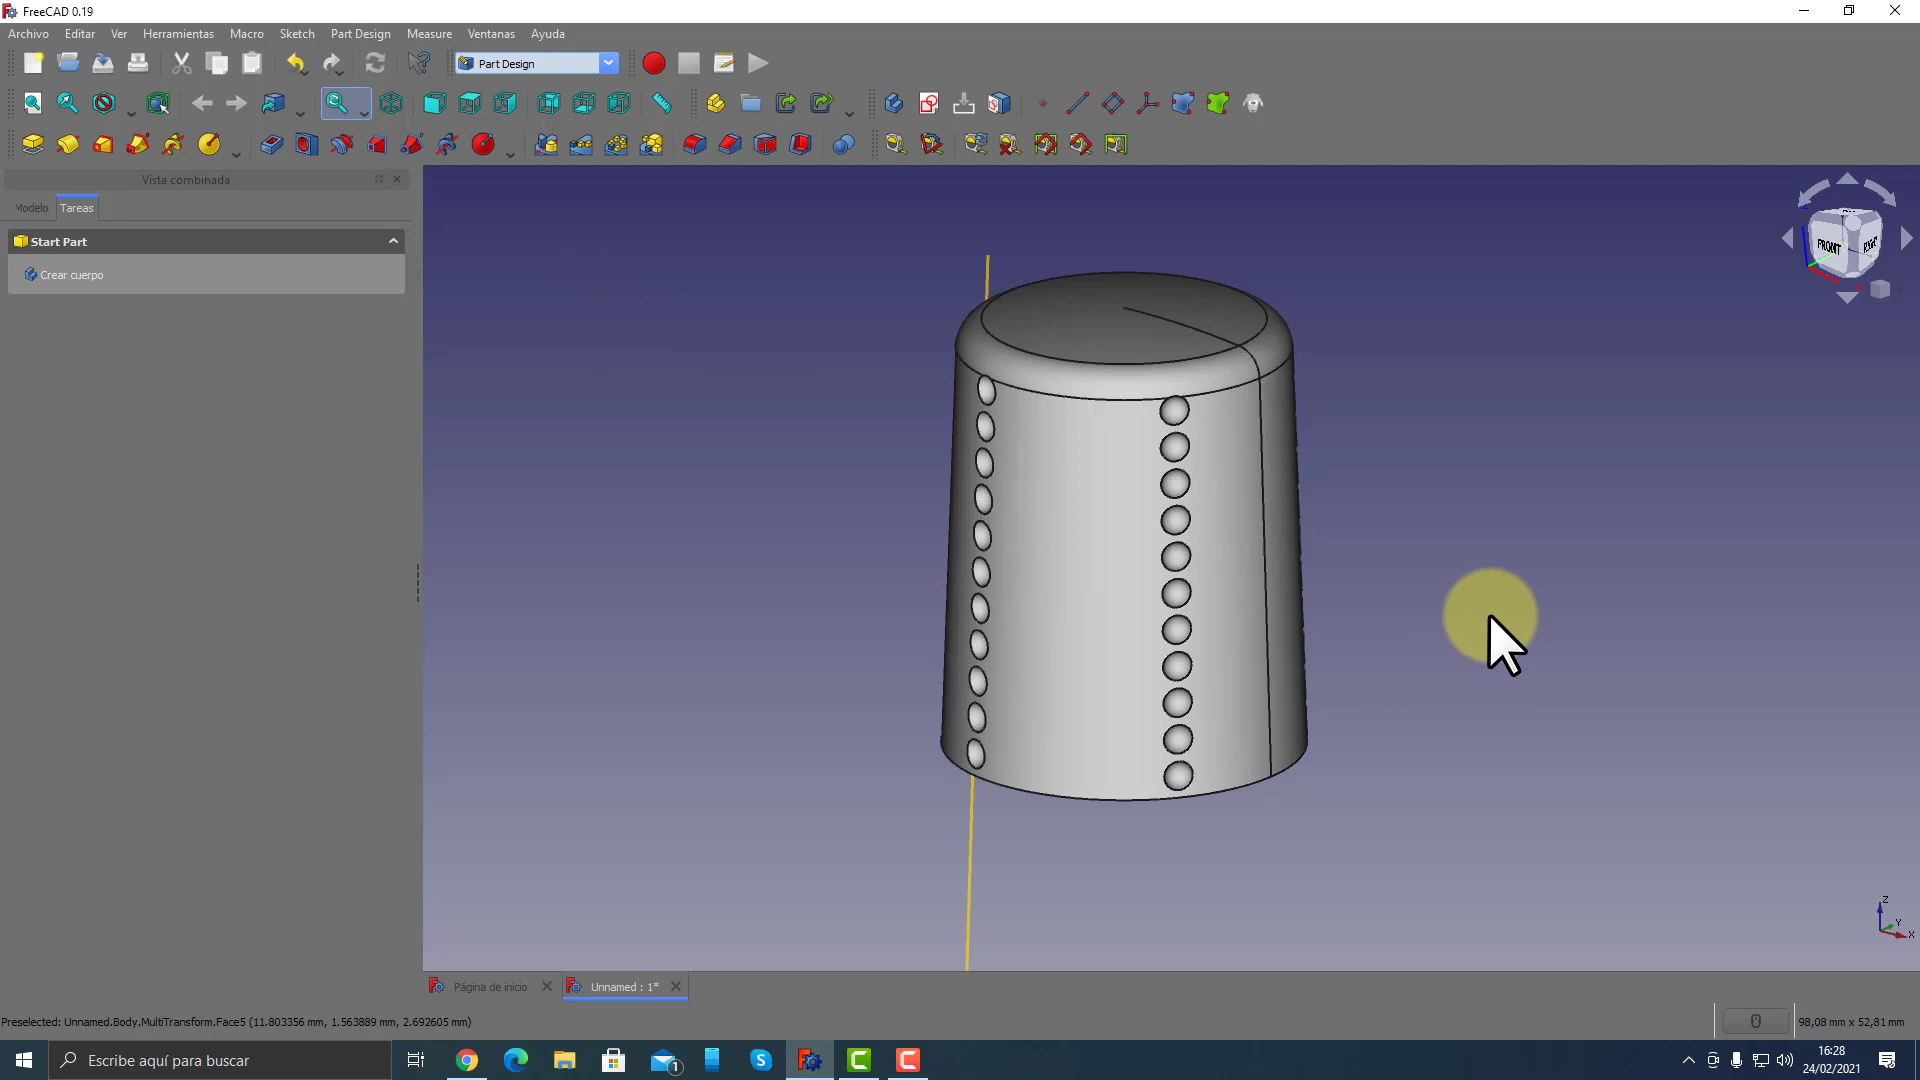 FreeCAD 0.19
Archivo Editar Ver Herramientas Macro Sketch Part Design Measure Ventanas Ayuda
Part Design
Vista combinada
Modelo Tareas
Start Part
Crear cuerpo
FRONT
Z
Y
X
Página de inicio
Unnamed : 1*
Preselected: Unnamed.Body.MultiTransform.Face5 (11.803356 mm, 1.563889 mm, 2.692605 mm)
98,08 mm x 52,81 mm
Escribe aquí para buscar
1
16:28
24/02/2021